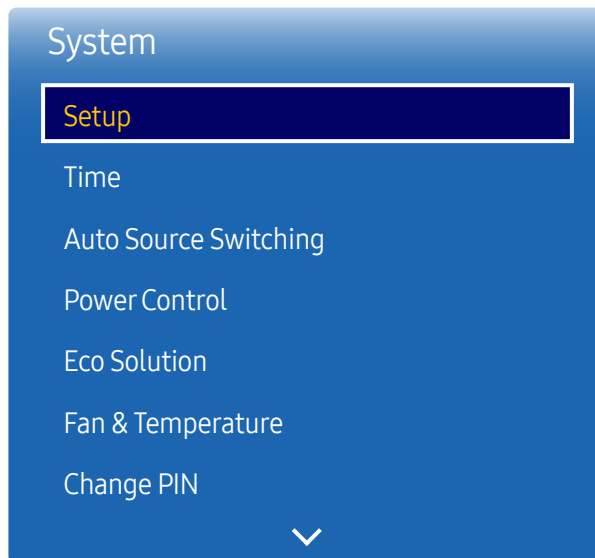 System
Setup
Time
Auto Source Switching
Power Control
Eco Solution
Fan & Temperature
Change PIN